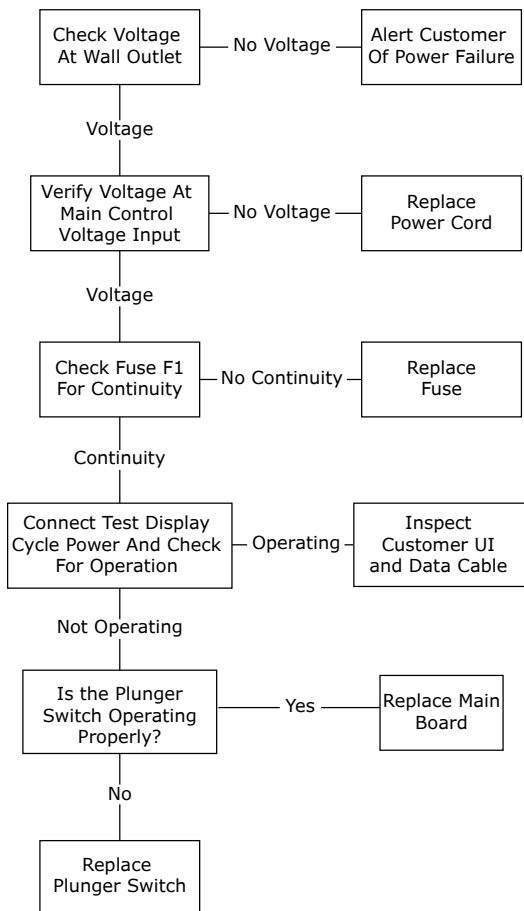 Check Voltage
At Wall Outlet
No Voltage
Alert Customer
Of Power Failure
Voltage
Verify Voltage At
Main Control
Voltage Input
No Voltage
Replace
Power Cord
Voltage
Check Fuse F1
For Continuity
No Continuity
Replace
Fuse
Continuity
Connect Test Display
Cycle Power And Check
For Operation
Operating
Inspect
Customer UI
and Data Cable
Not Operating
Is the Plunger
Switch Operating
Properly?
Yes
Replace Main
Board
No
Replace
Plunger Switch